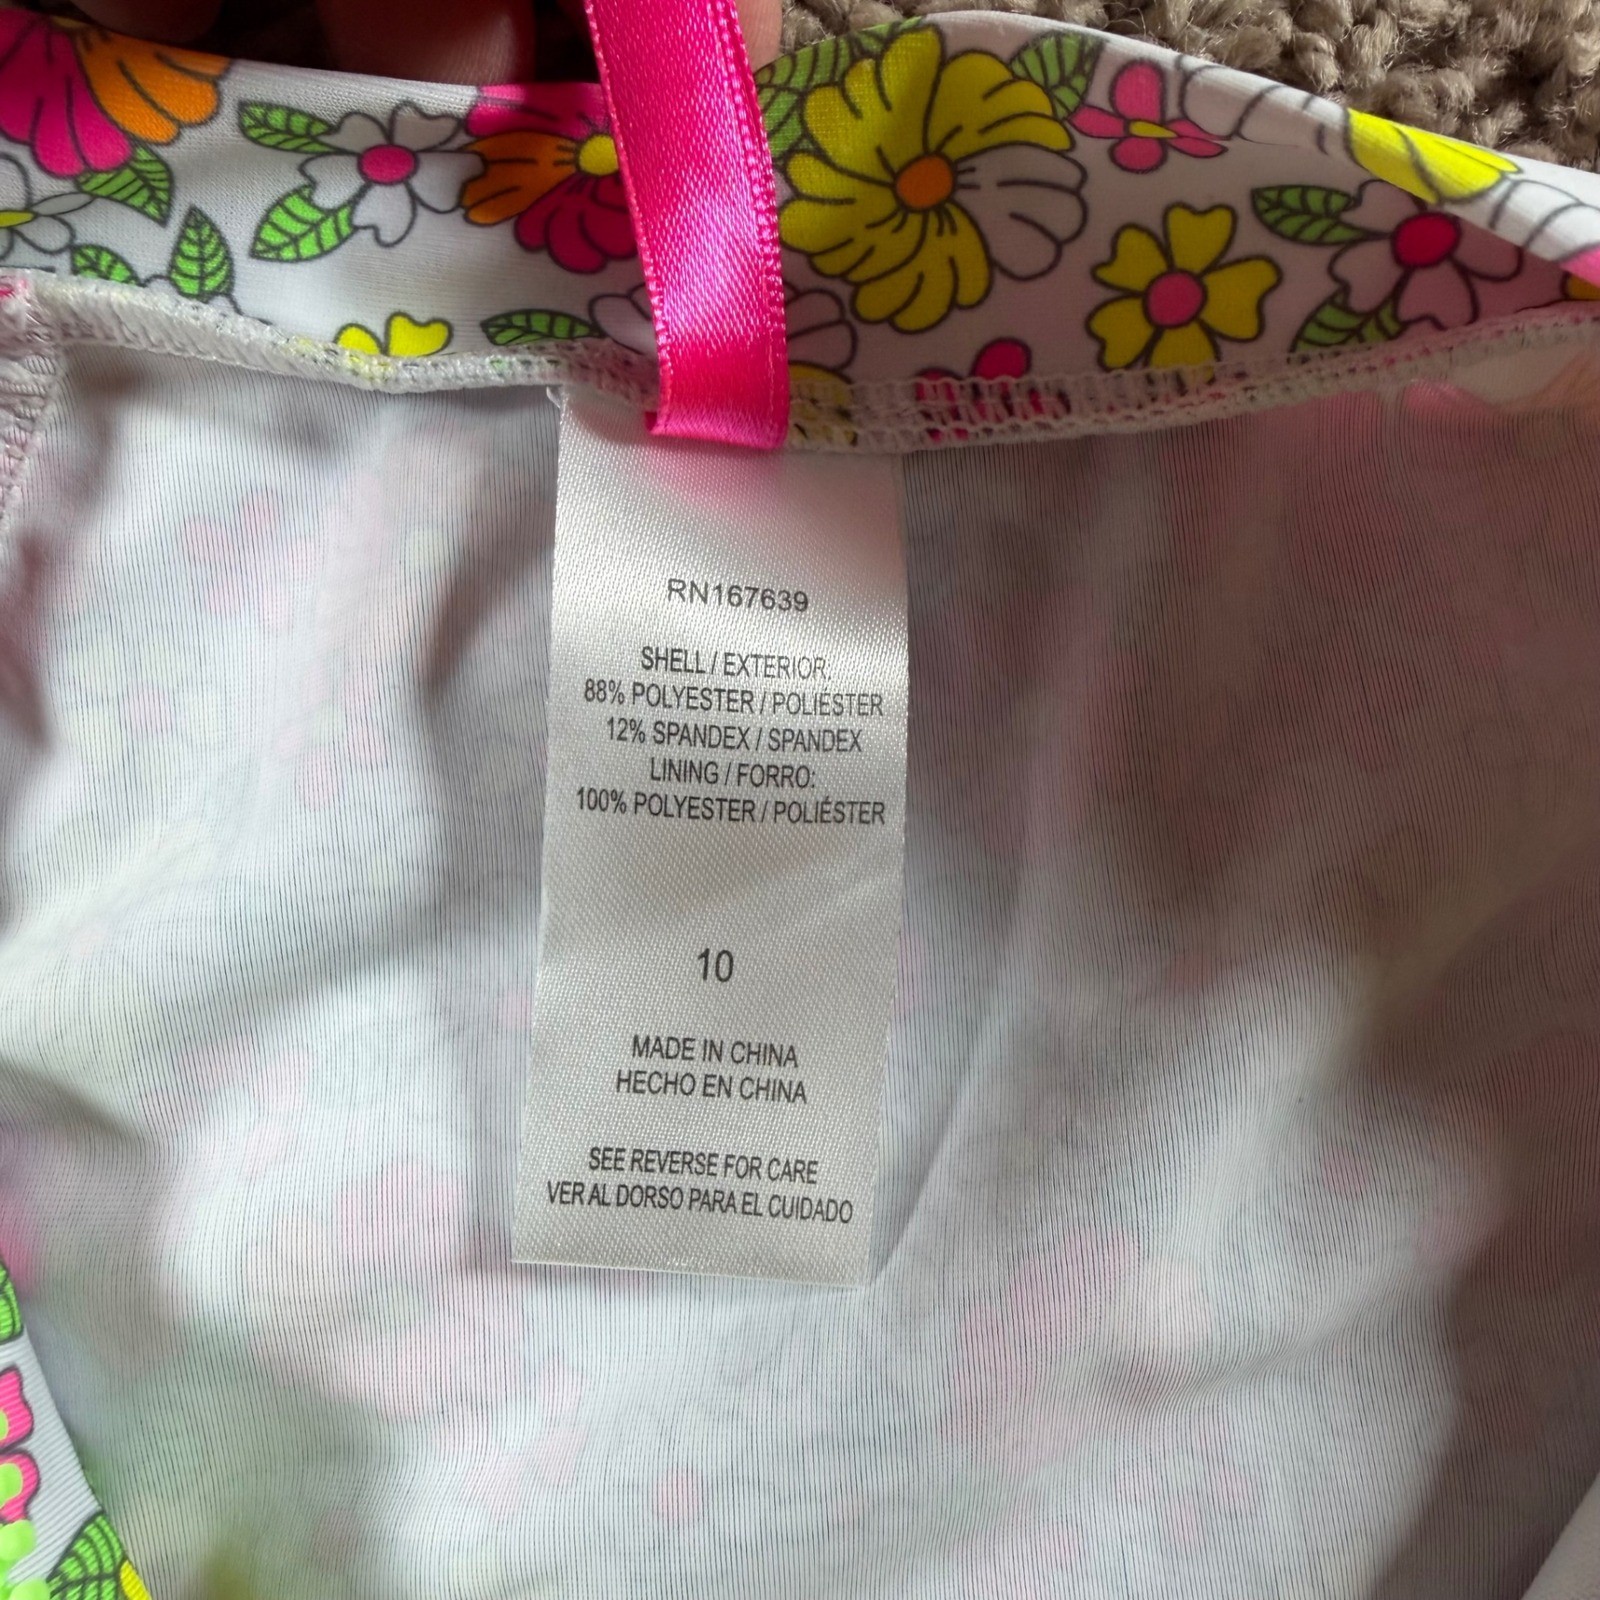 RN167639
SHELL / EXTERIOR:
88% POLYESTER / POLIÉSTER
12% SPANDEX / SPANDEX
LINING / FORRO:
100% POLYESTER / POLIÉSTER
10
MADE IN CHINA
HECHO EN CHINA
SEE REVERSE FOR CARE
VER AL DORSO PARA EL CUIDADO